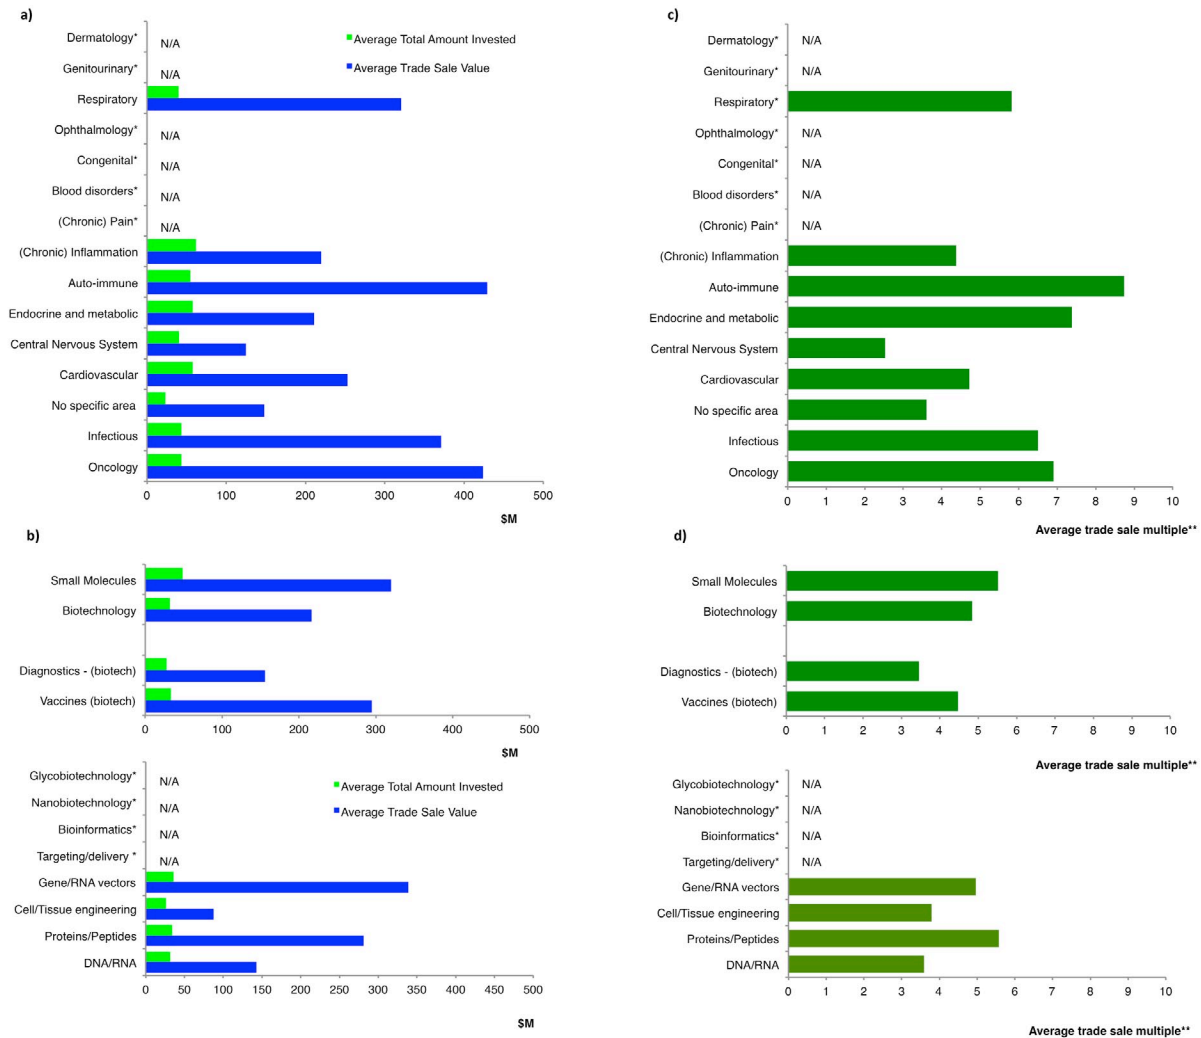 a)
Dermatology*
N/A
Average Total Amount Invested
Genitourinary*
N/A
Average Trade Sale Value
Respiratory
Ophthalmology*
N/A
Congenital*
N/A
Blood disorders*
N/A
(Chronic) Pain*
N/A
(Chronic) Inflammation
Auto-immune
Endocrine and metabolic
Central Nervous System
Cardiovascular
No specific area
Infectious
Oncology
0 100 200 300 400 500
$M
c)
Dermatology*
N/A
Genitourinary*
N/A
Respiratory*
Ophthalmology*
N/A
Congenital*
N/A
Blood disorders*
N/A
(Chronic) Pain*
N/A
(Chronic) Inflammation
Auto-immune
Endocrine and metabolic
Central Nervous System
Cardiovascular
No specific area
Infectious
Oncology
0 1 2 3 4 5 6 7 8 9 10
Average trade sale multiple**
b)
Small Molecules
Biotechnology
Diagnostics - (biotech)
Vaccines (biotech)
0 100 200 300 400 500
$M
Glycobiotechnology*
N/A
Average Total Amount Invested
Nanobiotechnology*
N/A
Average Trade Sale Value
Bioinformatics*
N/A
Targeting/delivery *
N/A
Gene/RNA vectors
Cell/Tissue engineering
Proteins/Peptides
DNA/RNA
0 50 100 150 200 250 300 350 400 450 500
$M
d)
Small Molecules
Biotechnology
Diagnostics - (biotech)
Vaccines (biotech)
0 1 2 3 4 5 6 7 8 9 10
Average trade sale multiple**
Glycobiotechnology*
N/A
Nanobiotechnology*
N/A
Bioinformatics*
N/A
Targeting/delivery*
N/A
Gene/RNA vectors
Cell/Tissue engineering
Proteins/Peptides
DNA/RNA
0 1 2 3 4 5 6 7 8 9 10
Average trade sale multiple**